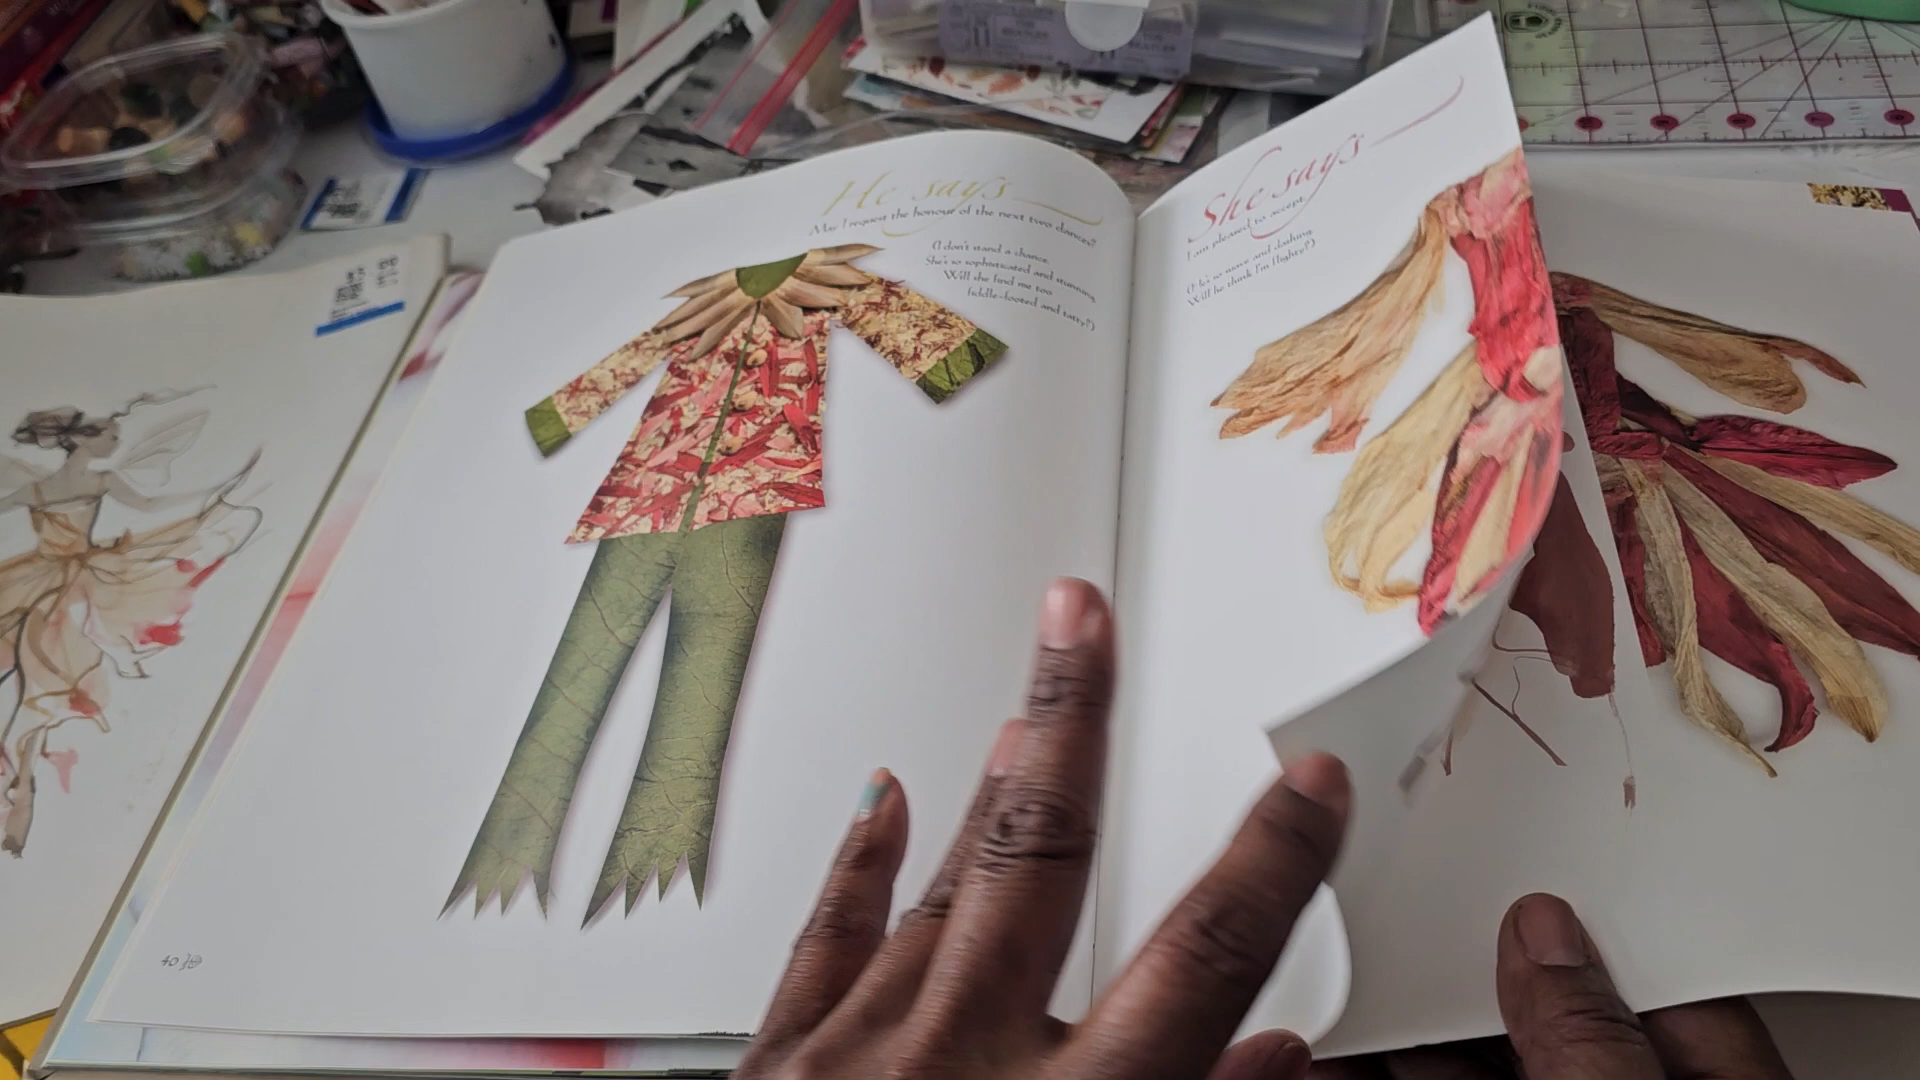 He says
May I request the honour of the next two dances?
(I don't stand a chance.
She's so sophisticated and stunning.
Will she find me too
fiddle-footed and tatty?)
40
She says
I am pleased to accept.
(He's so suave and dashing.
Will he think I'm flighty?)